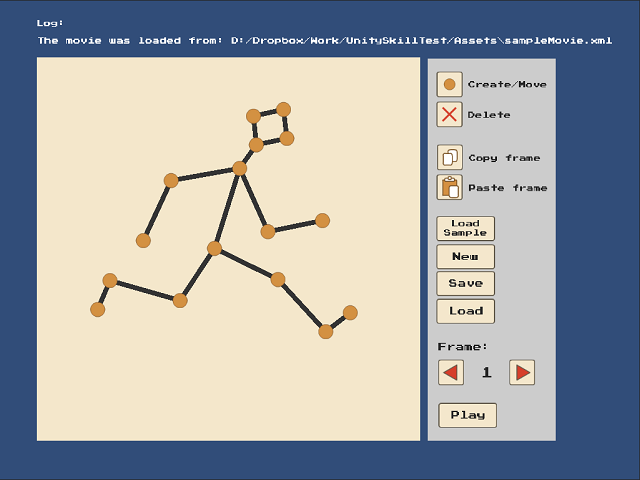 Log:
The movie was loaded from: D:/Dropbox/Work/UnitySkillTest/Assets\sampleMovie.xml
Create/Move
Delete
Copy frame
Paste frame
Load
Sample
New
Save
Load
Frame:
1
Play